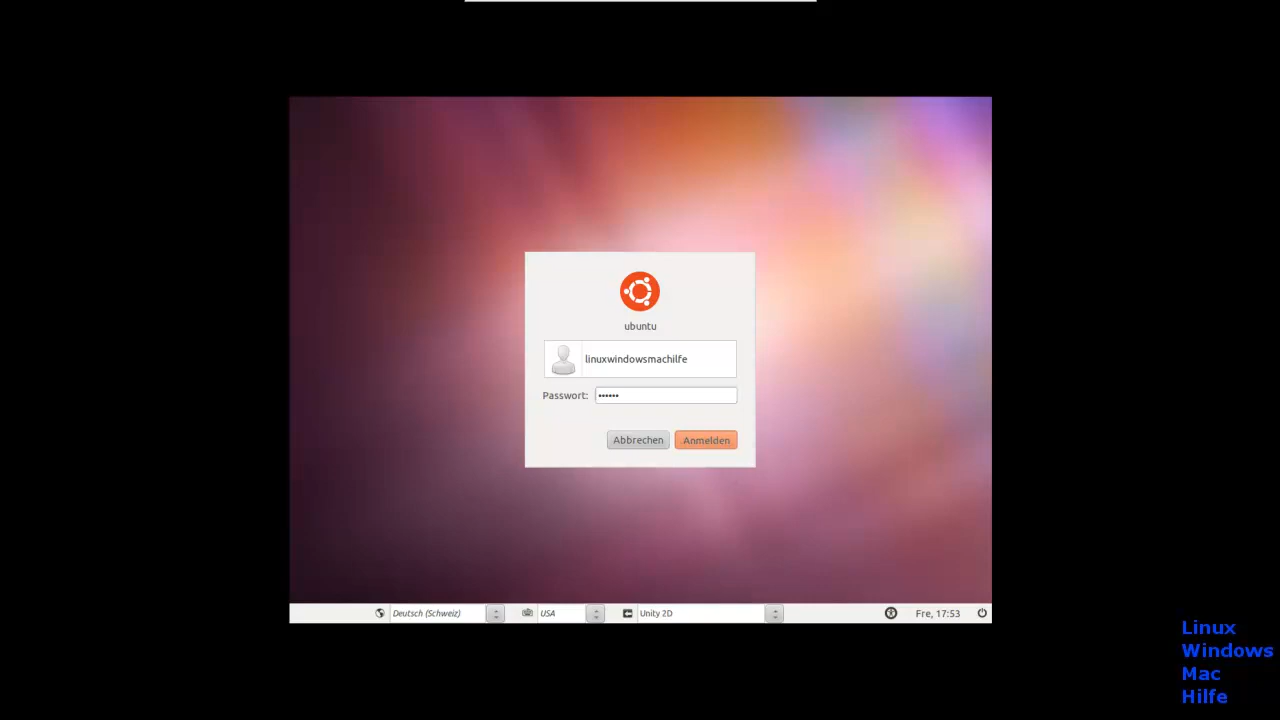 ubuntu
linuxwindowsmachilfe
Passwort: ••••••
Abbrechen Anmelden
Deutsch (Schweiz) USA Unity 2D Fre, 17:53
Linux
Windows
Mac
Hilfe